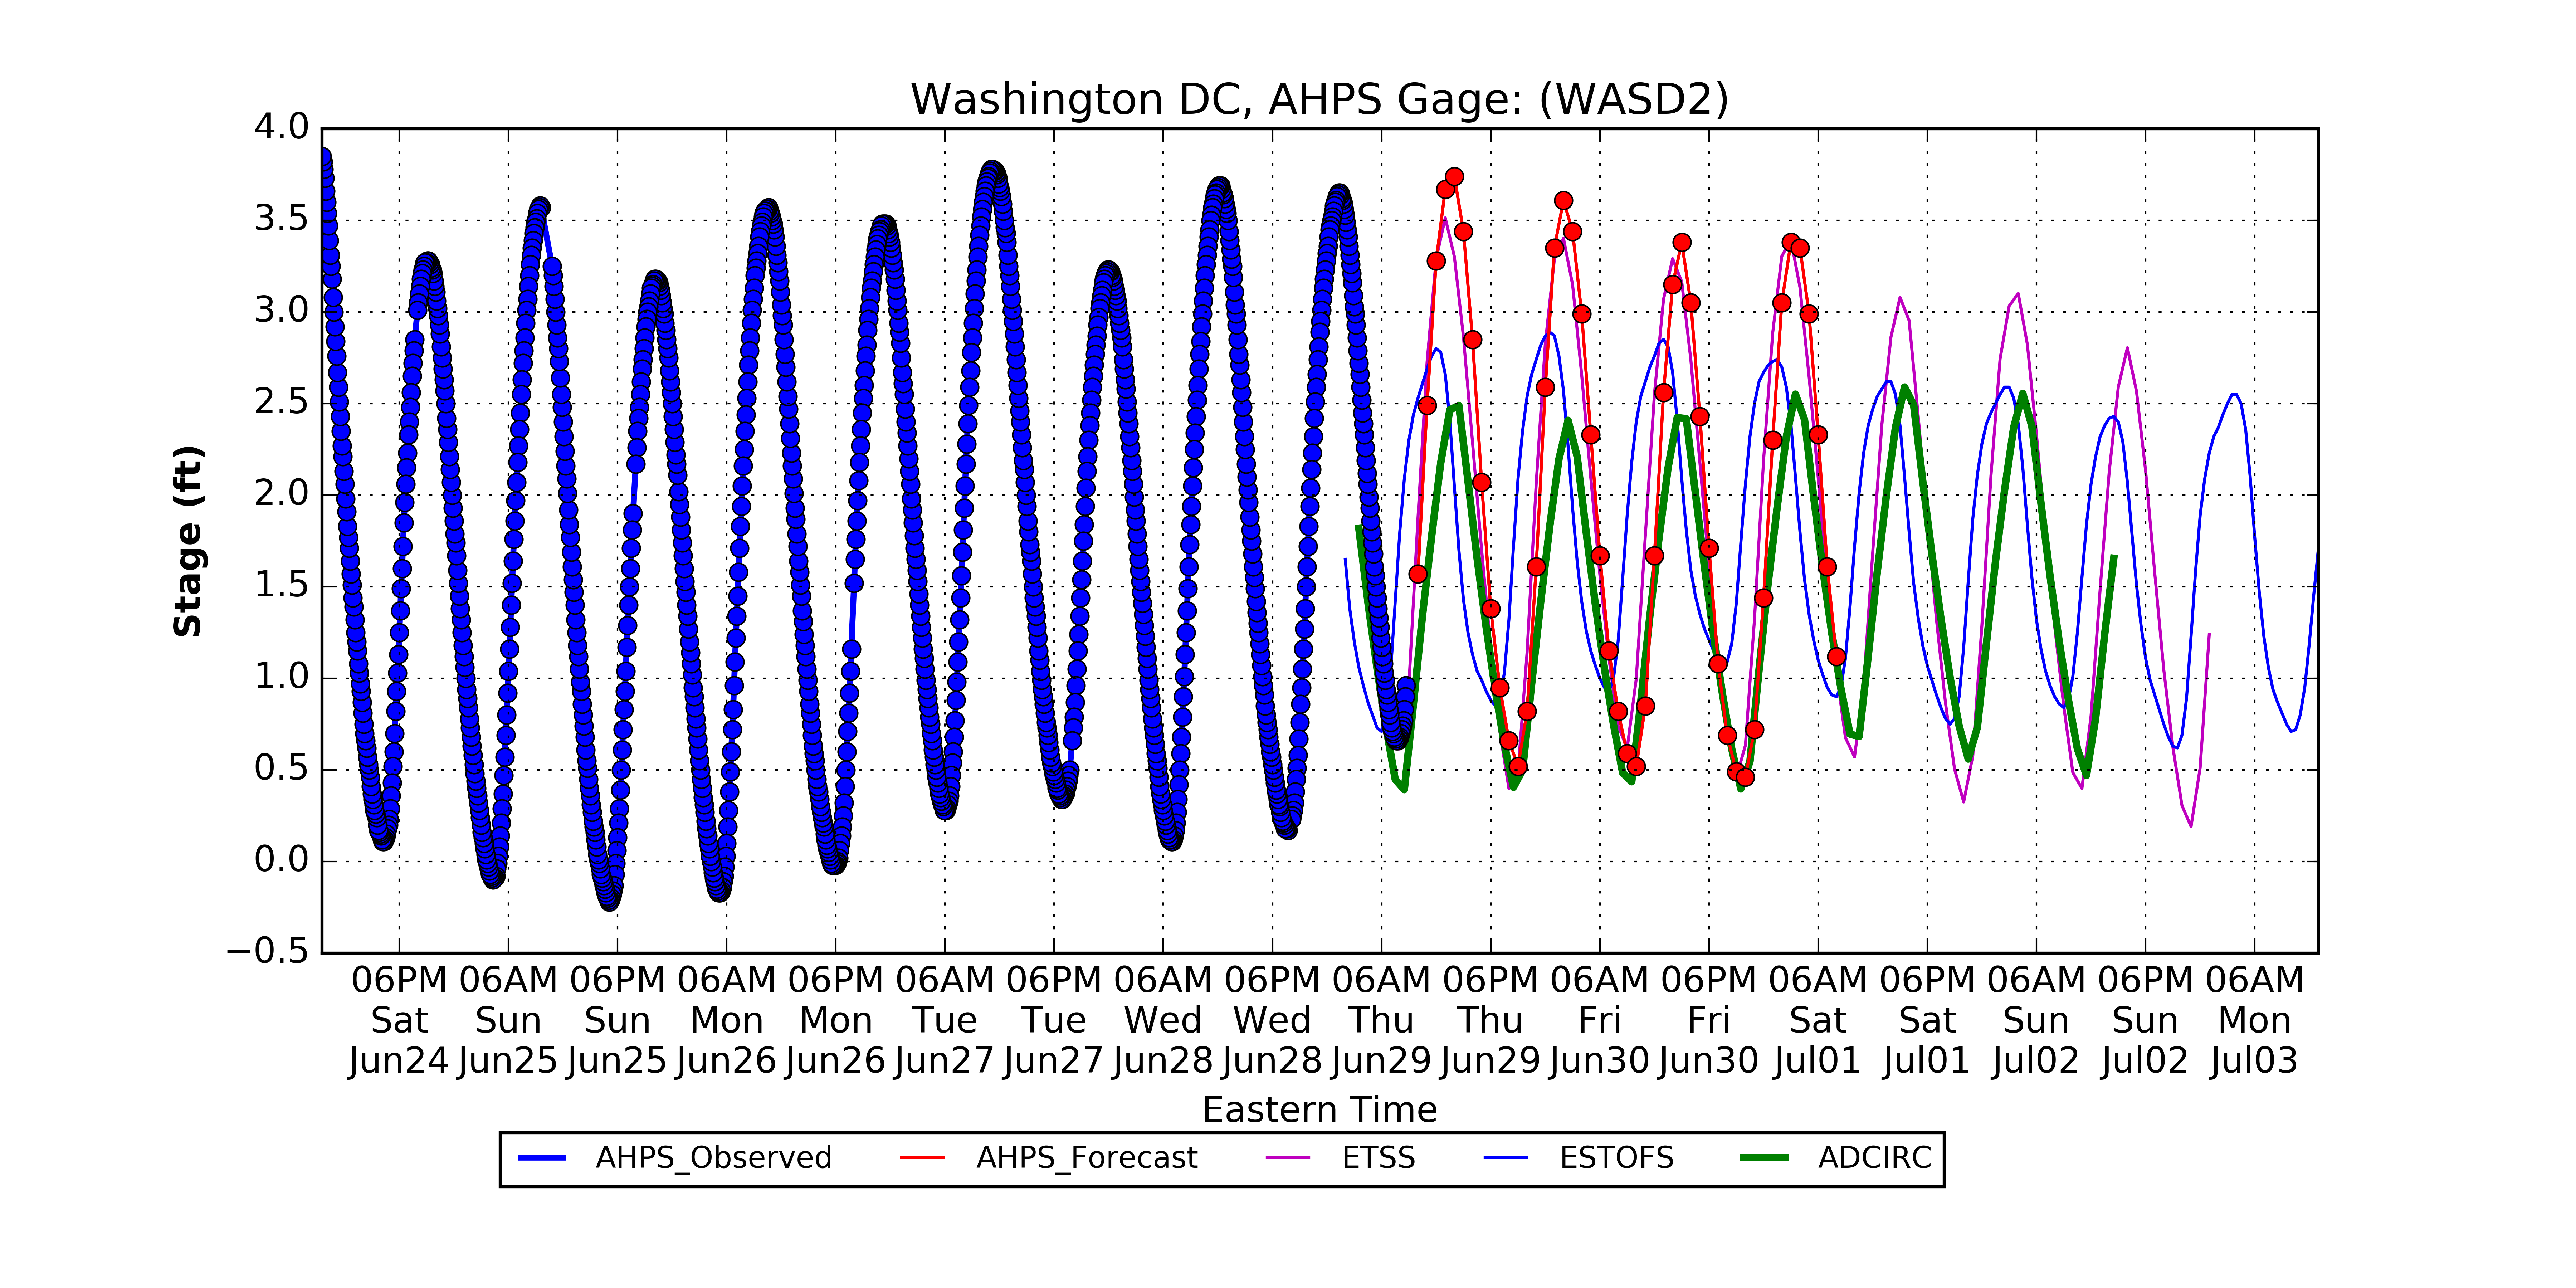 Washington DC, AHPS Gage: (WASD2)
4.0
3.5
3.0
2.5
2.0
1.5
1.0
0.5
0.0
−0.5
Stage (ft)
06PM 06AM 06PM 06AM 06PM 06AM 06PM 06AM 06PM 06AM 06PM 06AM 06PM 06AM 06PM 06AM 06PM 06AM
Sat Sun Sun Mon Mon Tue Tue Wed Wed Thu Thu Fri Fri Sat Sat Sun Sun Mon
Jun24 Jun25 Jun25 Jun26 Jun26 Jun27 Jun27 Jun28 Jun28 Jun29 Jun29 Jun30 Jun30 Jul01 Jul01 Jul02 Jul02 Jul03
Eastern Time
AHPS_Observed AHPS_Forecast ETSS ESTOFS ADCIRC